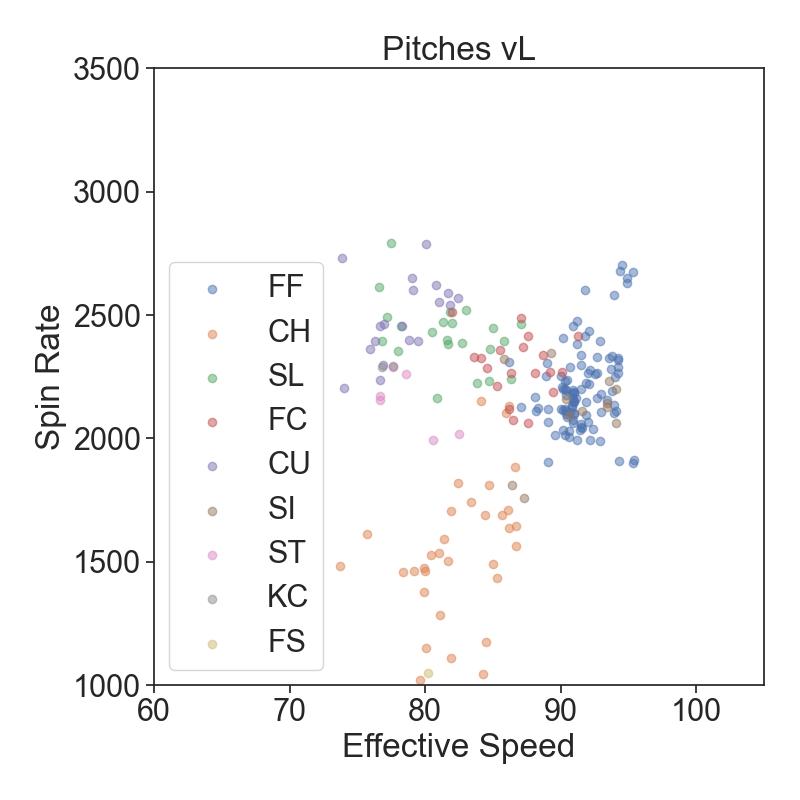 Pitches vL
3500
3000
2500
2000
1500
1000
Spin Rate
FF
CH
SL
FC
CU
SI
ST
KC
FS
60 70 80 90 100
Effective Speed